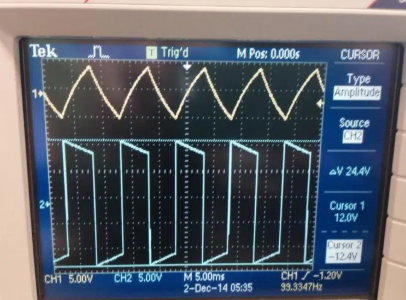 Tek T Trig'd M Pos: 0.000s CURSOR
Type
Amplitude
1
Source
CH2
ΔV 24.4V
Cursor 1
12.0V
2
Cursor 2
-12.4V
CH1 5.00V CH2 5.00V M 5.00ms CH1 / -1.20V
2-Dec-14 05:35 99.3347Hz